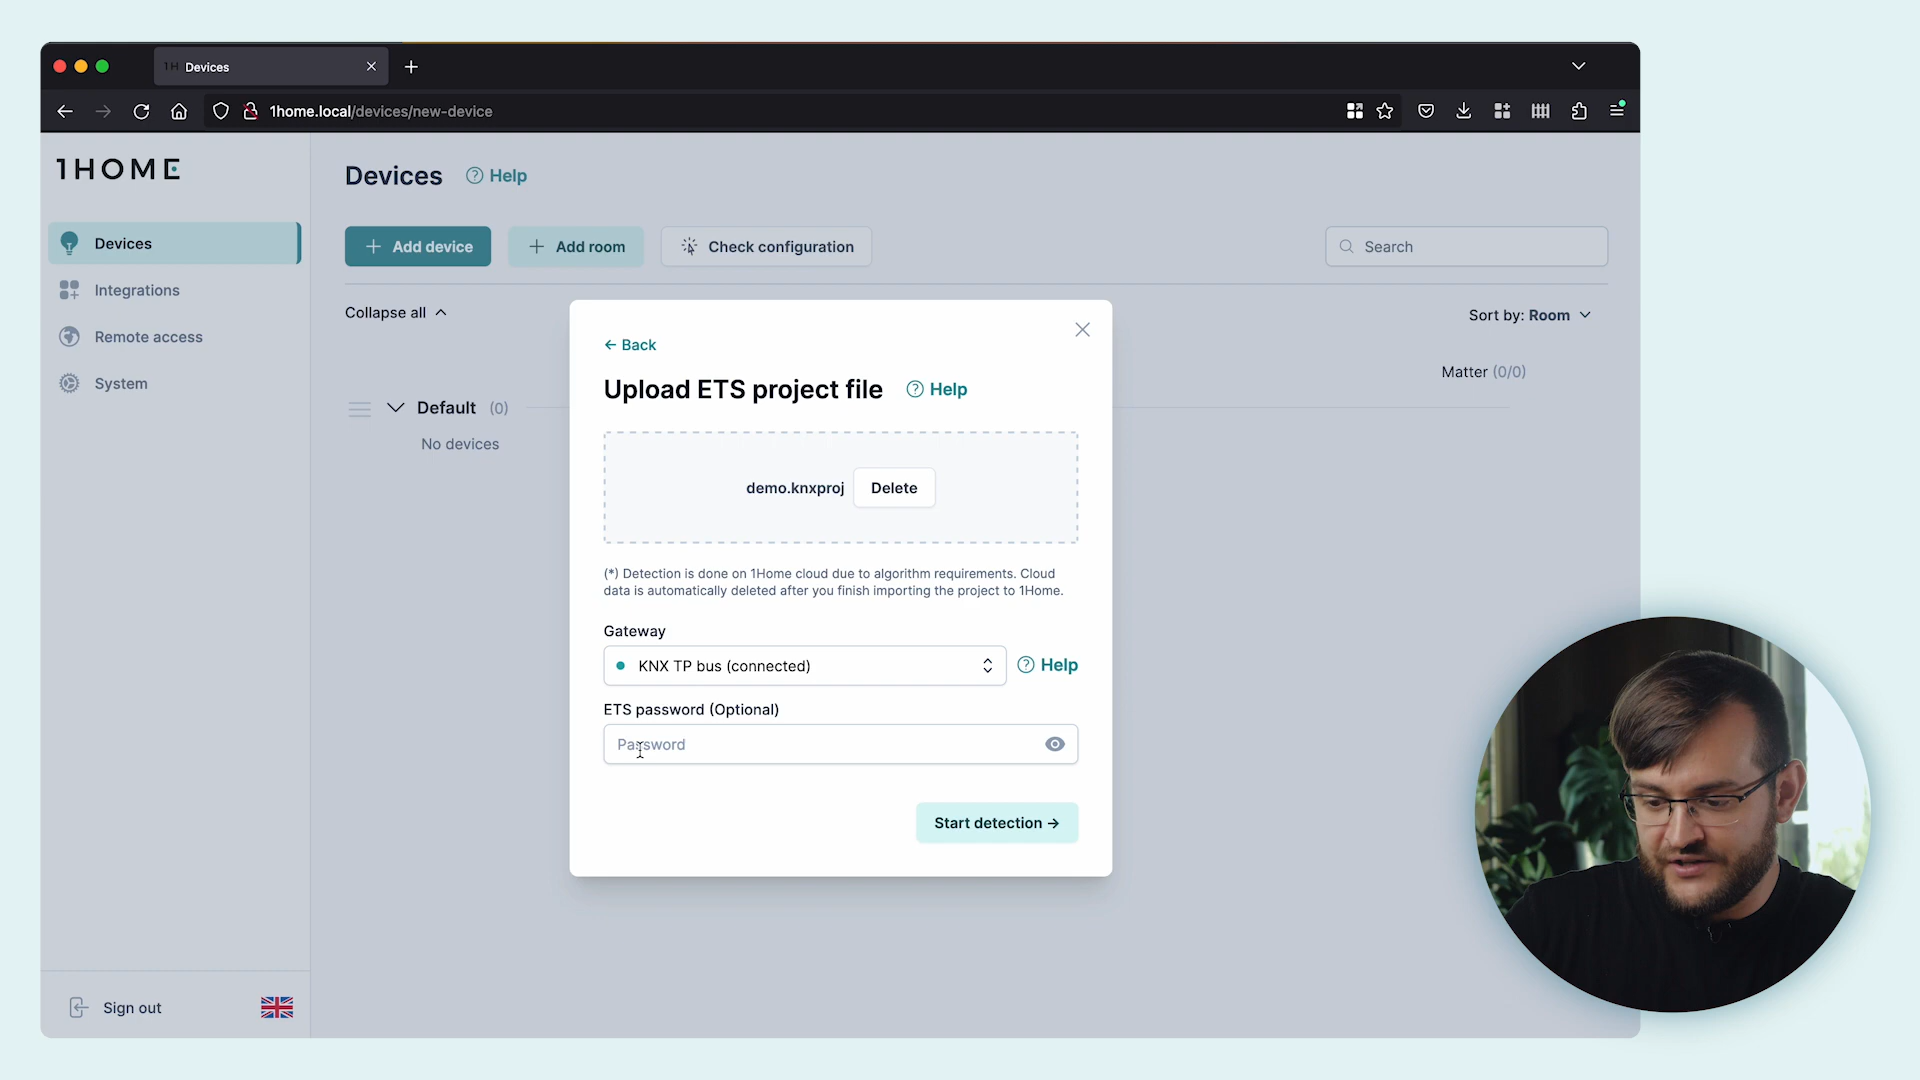 1H Devices
1home.local/devices/new-device
1HOME
Devices
Integrations
Remote access
System
Sign out
Devices
Help
Add device
Add room
Check configuration
Search
Collapse all
Sort by: Room
Matter (0/0)
Default (0)
No devices
← Back
Upload ETS project file
Help
demo.knxproj
Delete
(*) Detection is done on 1Home cloud due to algorithm requirements. Cloud
data is automatically deleted after you finish importing the project to 1Home.
Gateway
KNX TP bus (connected)
Help
ETS password (Optional)
Password
Start detection →